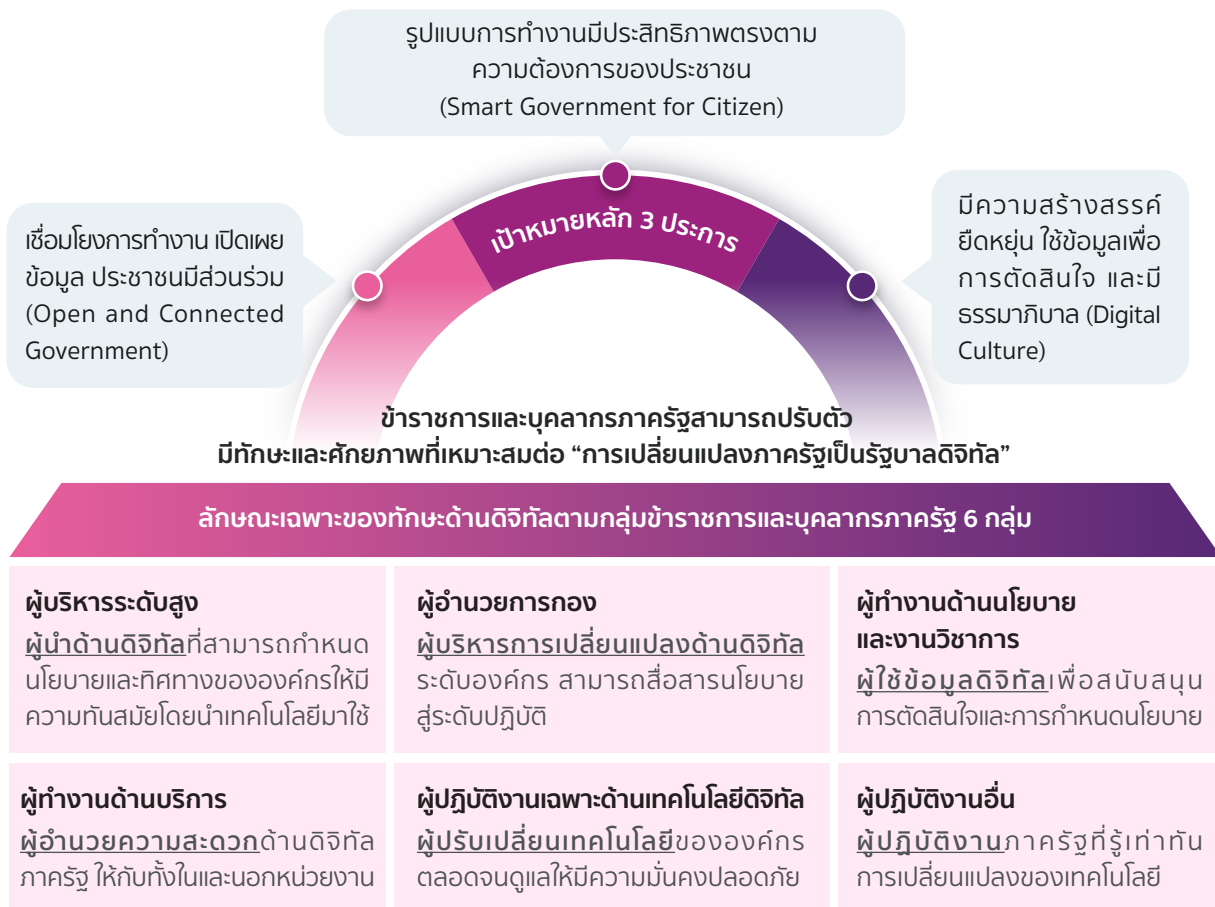 รูปแบบการทำงานมีประสิทธิภาพตรงตาม
ความต้องการของประชาชน
(Smart Government for Citizen)
เป้าหมายหลัก 3 ประการ
เชื่อมโยงการทำงาน เปิดเผย
ข้อมูล ประชาชนมีส่วนร่วม
(Open and Connected
Government)
มีความสร้างสรรค์
ยืดหยุ่น ใช้ข้อมูลเพื่อ
การตัดสินใจ และมี
ธรรมาภิบาล (Digital
Culture)
ข้าราชการและบุคลากรภาครัฐสามารถปรับตัว
มีทักษะและศักยภาพที่เหมาะสมต่อ “การเปลี่ยนแปลงภาครัฐเป็นรัฐบาลดิจิทัล”
ลักษณะเฉพาะของทักษะด้านดิจิทัลตามกลุ่มข้าราชการและบุคลากรภาครัฐ 6 กลุ่ม
ผู้บริหารระดับสูง
ผู้นำด้านดิจิทัลที่สามารถกำหนด
นโยบายและทิศทางขององค์กรให้มี
ความทันสมัยโดยนำเทคโนโลยีมาใช้
ผู้อำนวยการกอง
ผู้บริหารการเปลี่ยนแปลงด้านดิจิทัล
ระดับองค์กร สามารถสื่อสารนโยบาย
สู่ระดับปฏิบัติ
ผู้ทำงานด้านนโยบาย
และงานวิชาการ
ผู้ใช้ข้อมูลดิจิทัลเพื่อสนับสนุน
การตัดสินใจและการกำหนดนโยบาย
ผู้ทำงานด้านบริการ
ผู้อำนวยความสะดวกด้านดิจิทัล
ภาครัฐ ให้กับทั้งในและนอกหน่วยงาน
ผู้ปฏิบัติงานเฉพาะด้านเทคโนโลยีดิจิทัล
ผู้ปรับเปลี่ยนเทคโนโลยีขององค์กร
ตลอดจนดูแลให้มีความมั่นคงปลอดภัย
ผู้ปฏิบัติงานอื่น
ผู้ปฏิบัติงานภาครัฐที่รู้เท่าทัน
การเปลี่ยนแปลงของเทคโนโลยี